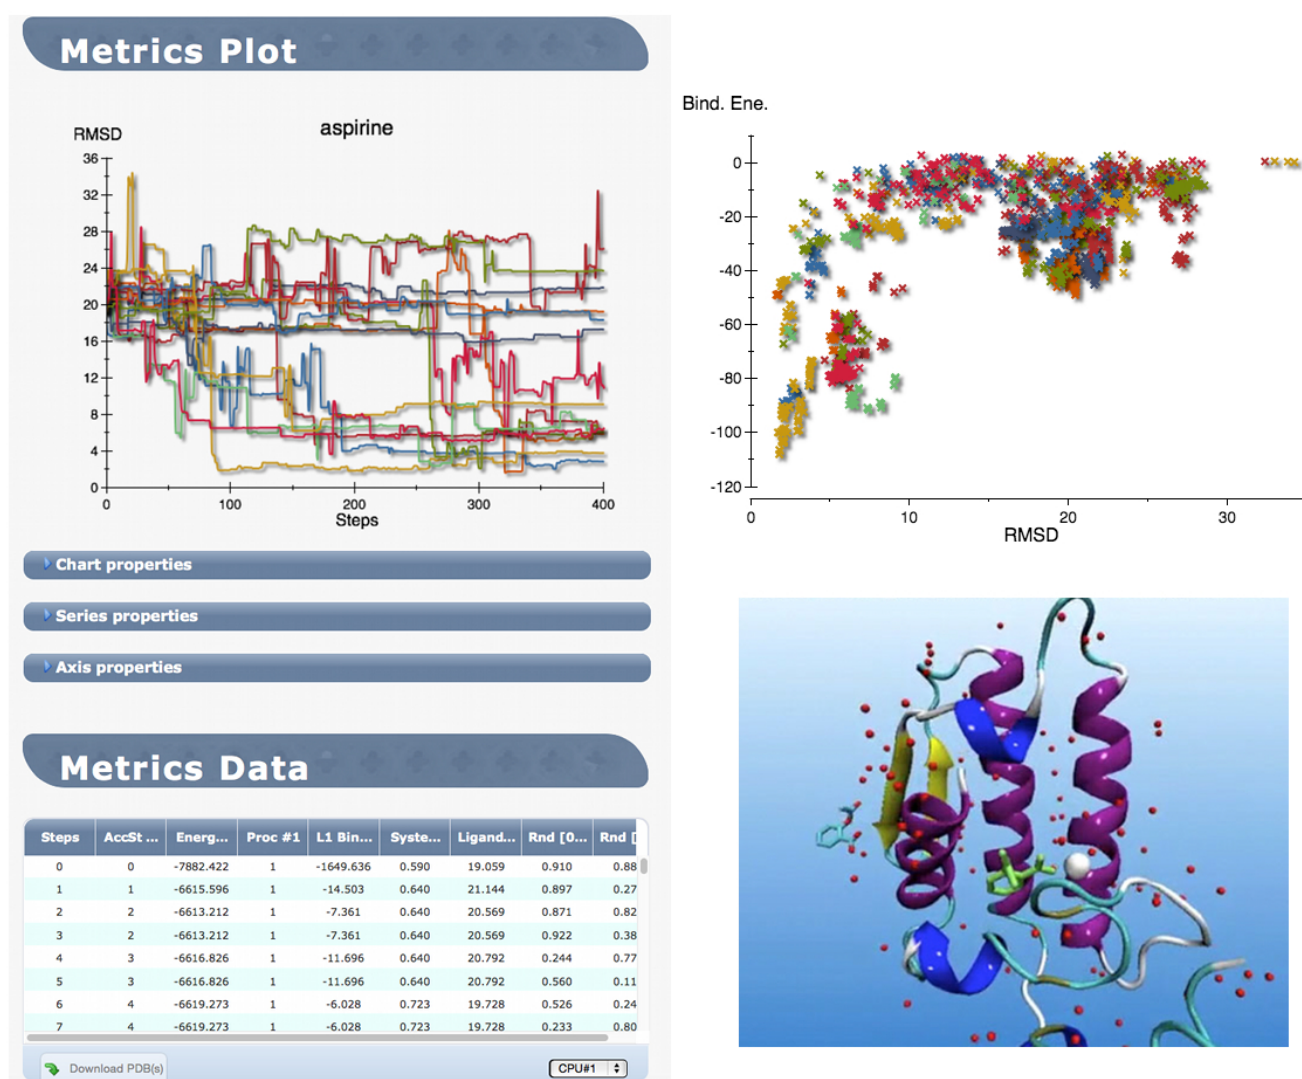 Metrics Plot
aspirine
RMSD
36
32
28
24
20
16
12
8
4
0
0 100 200 300 400
Steps
Chart properties
Series properties
Axis properties
Metrics Data
Steps AccSt ... Energ... Proc #1 L1 Bin... Syste... Ligand... Rnd [0... Rnd [
0 0 -7882.422 1 -1649.636 0.590 19.059 0.910 0.88
1 1 -6615.596 1 -14.503 0.640 21.144 0.897 0.27
2 2 -6613.212 1 -7.361 0.640 20.569 0.871 0.82
3 2 -6613.212 1 -7.361 0.640 20.569 0.922 0.38
4 3 -6616.826 1 -11.696 0.640 20.792 0.244 0.77
5 3 -6616.826 1 -11.696 0.640 20.792 0.560 0.11
6 4 -6619.273 1 -6.028 0.723 19.728 0.526 0.24
7 4 -6619.273 1 -6.028 0.723 19.728 0.233 0.80
Download PDB(s) CPU#1
Bind. Ene.
0
-20
-40
-60
-80
-100
-120
0 10 20 30
RMSD